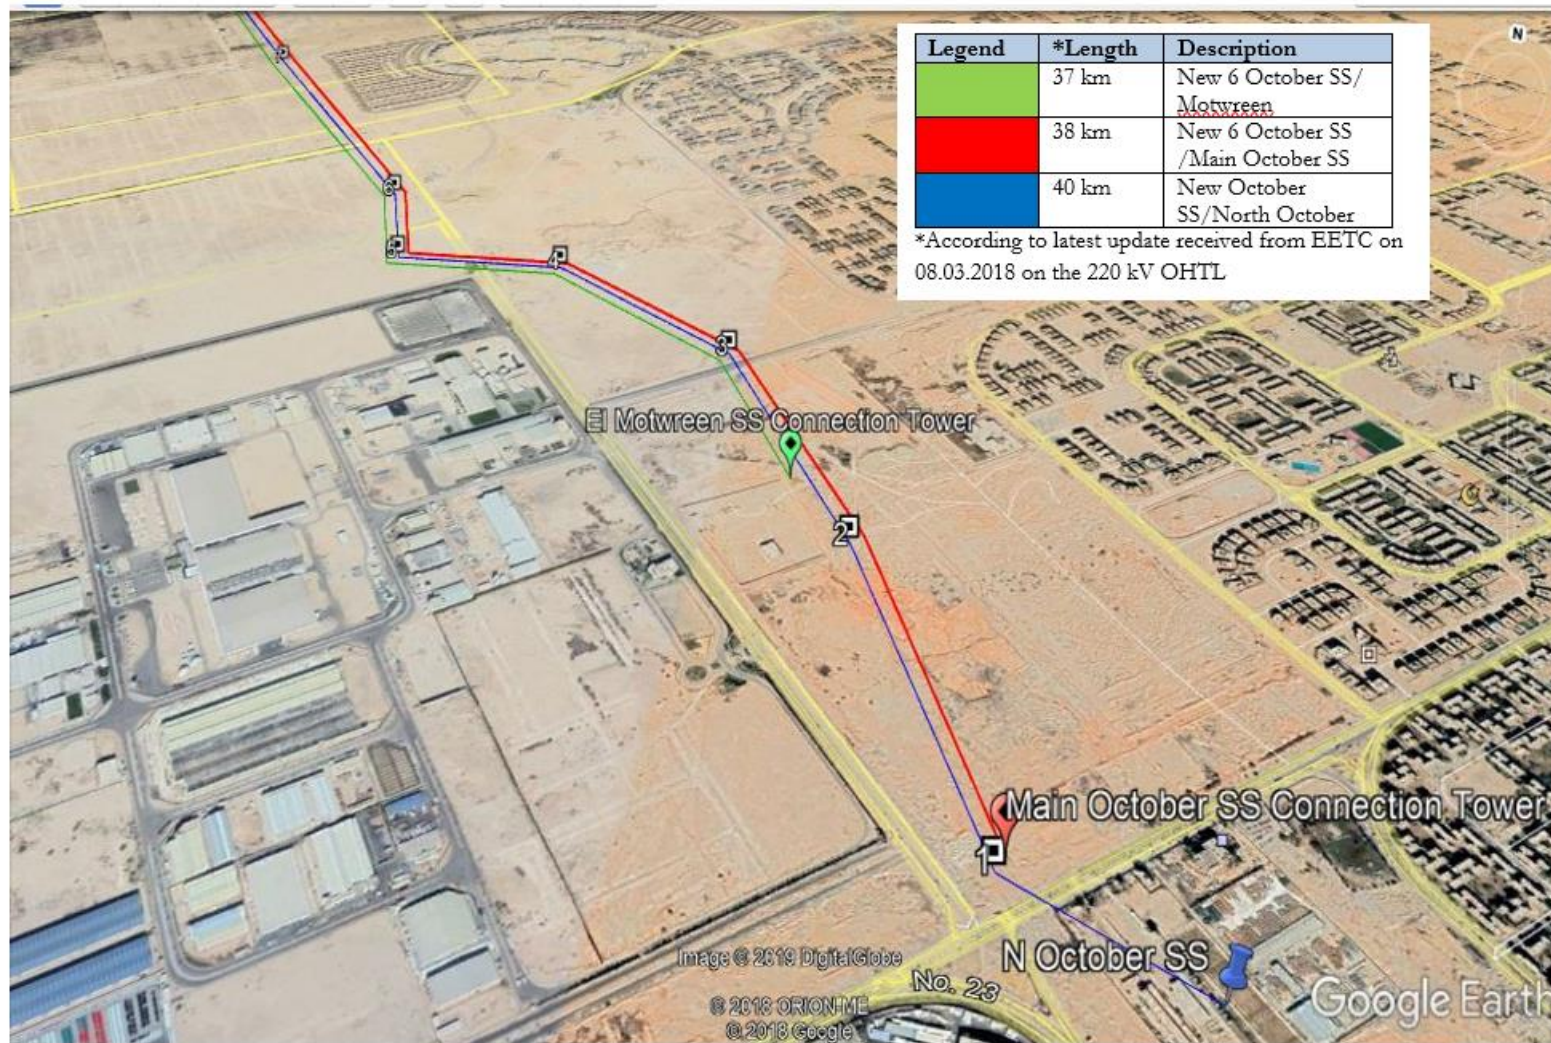 N
Legend *Length Description
37 km New 6 October SS/
Motwreen
38 km New 6 October SS
/Main October SS
40 km New October
SS/North October
*According to latest update received from EETC on
08.03.2018 on the 220 kV OHTL
6
5
4
3
El Motwreen SS Connection Tower
2
Main October SS Connection Tower
1
N October SS
Image © 2019 DigitalGlobe
No. 23
© 2018 ORION-ME
© 2018 Google
Google Earth